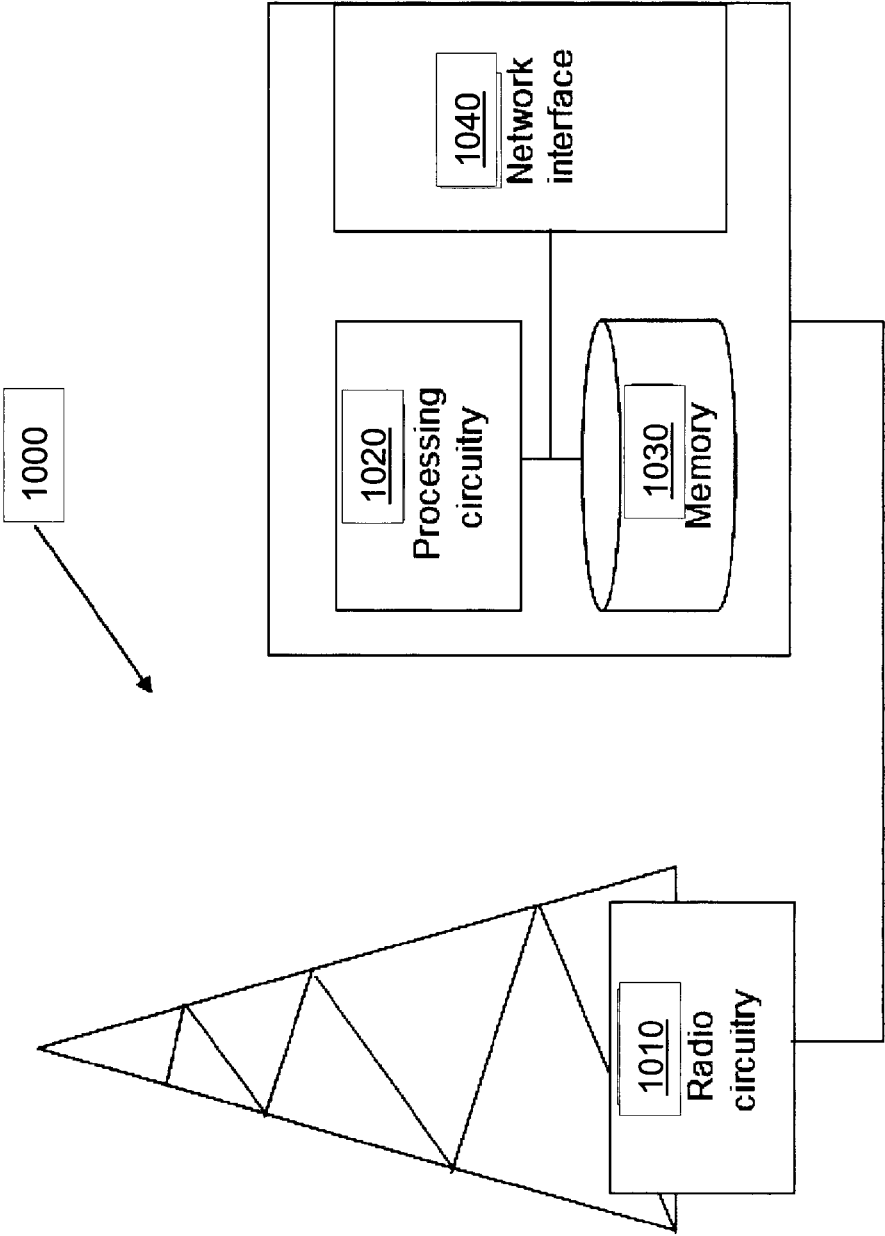 1000
1010
Radio
circuitry
1020
Processing
circuitry
1030
Memory
1040
Network
interface